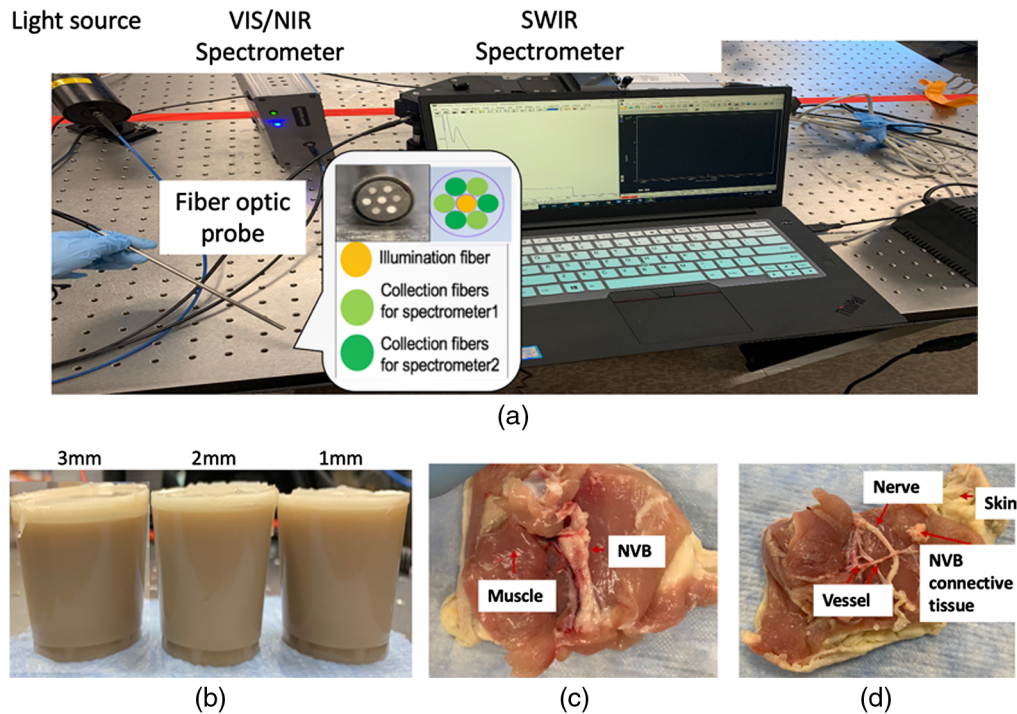 Light source
VIS/NIR
Spectrometer
SWIR
Spectrometer
Fiber optic
probe
Illumination fiber
Collection fibers
for spectrometer1
Collection fibers
for spectrometer2
ThinkPad
(a)
3mm
2mm
1mm
(b)
NVB
Muscle
(c)
Nerve
Skin
NVB
connective
tissue
Vessel
(d)